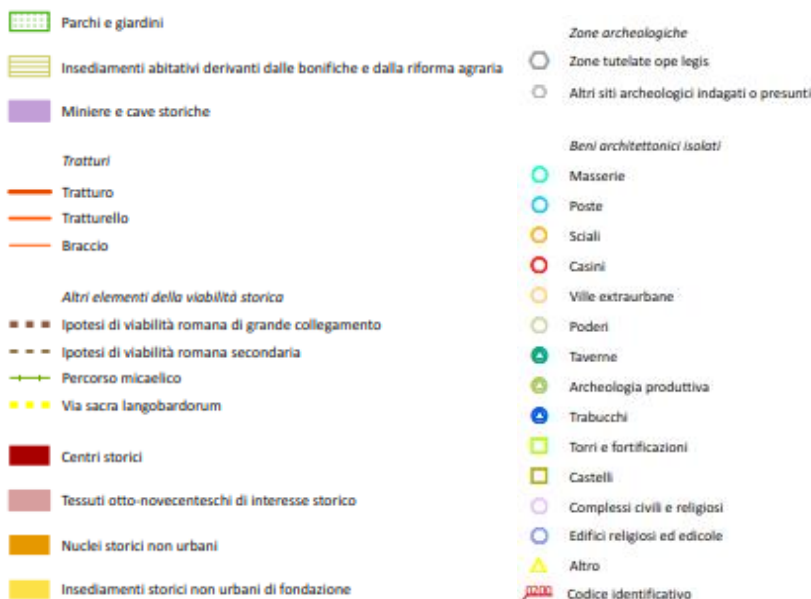 Parchi e giardini
Insediamenti abitativi derivanti dalle bonifiche e dalla riforma agraria
Miniere e cave storiche
Tratturi
Tratturo
Tratturello
Braccio
Altri elementi della viabilità storica
Ipotesi di viabilità romana di grande collegamento
Ipotesi di viabilità romana secondaria
Percorso micaelico
Via sacra langobardorum
Centri storici
Tessuti otto-novecenteschi di interesse storico
Nuclei storici non urbani
Insediamenti storici non urbani di fondazione
Zone archeologiche
Zone tutelate ope legis
Altri siti archeologici indagati o presunti
Beni architettonici isolati
Masserie
Poste
Sciali
Casini
Ville extraurbane
Poderi
Taverne
Archeologia produttiva
Trabucchi
Torri e fortificazioni
Castelli
Complessi civili e religiosi
Edifici religiosi ed edicole
Altro
Codice identificativo